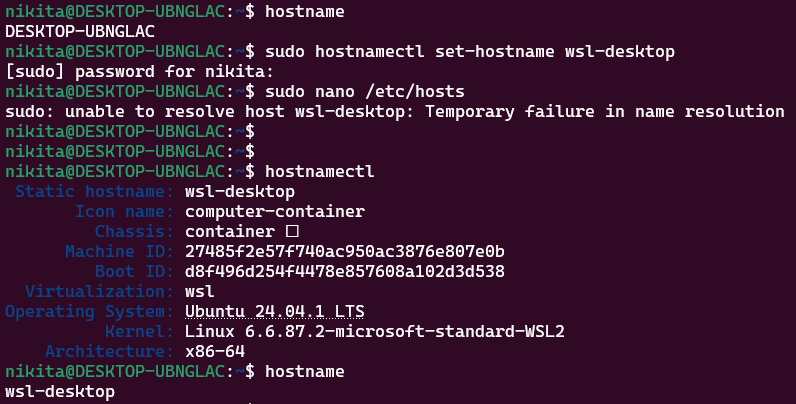 nikita@DESKTOP-UBNGLAC:~$ hostname
DESKTOP-UBNGLAC
nikita@DESKTOP-UBNGLAC:~$ sudo hostnamectl set-hostname wsl-desktop
[sudo] password for nikita:
nikita@DESKTOP-UBNGLAC:~$ sudo nano /etc/hosts
sudo: unable to resolve host wsl-desktop: Temporary failure in name resolution
nikita@DESKTOP-UBNGLAC:~$
nikita@DESKTOP-UBNGLAC:~$
nikita@DESKTOP-UBNGLAC:~$ hostnamectl
Static hostname: wsl-desktop
Icon name: computer-container
Chassis: container □
Machine ID: 27485f2e57f740ac950ac3876e807e0b
Boot ID: d8f496d254f4478e857608a102d3d538
Virtualization: wsl
Operating System: Ubuntu 24.04.1 LTS
Kernel: Linux 6.6.87.2-microsoft-standard-WSL2
Architecture: x86-64
nikita@DESKTOP-UBNGLAC:~$ hostname
wsl-desktop